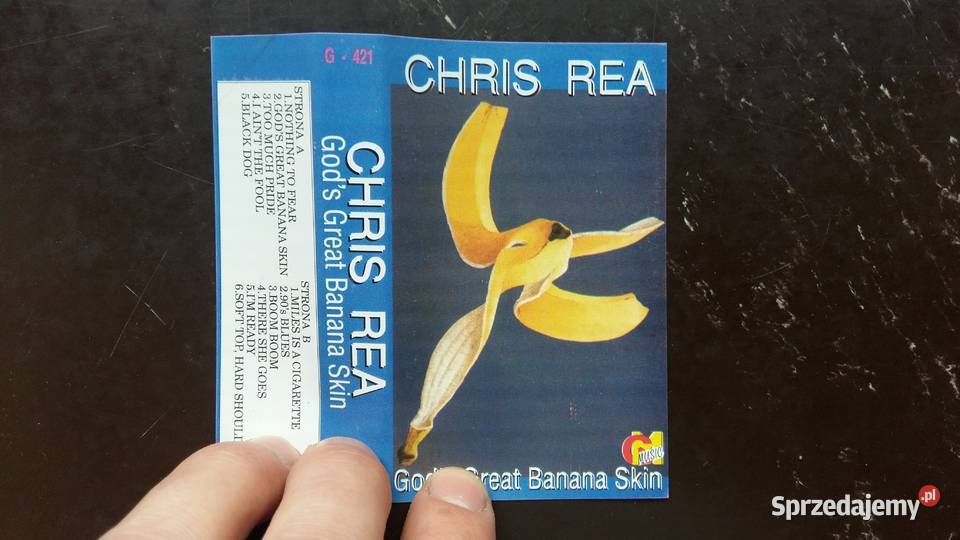 CHRIS REA
God's Great Banana Skin
GM
MUSIC
G - 421
CHRIS REA
God's Great Banana Skin
STRONA A
1.NOTHING TO FEAR
2.GOD'S GREAT BANANA SKIN
3.TOO MUCH PRIDE
4.I AIN'T THE FOOL
5.BLACK DOG
STRONA B
1.MILES IS A CIGARETTE
2.90's BLUES
3.BOOM BOOM
4.THERE SHE GOES
5.I'M READY
6.SOFT TOP, HARD
Sprzedajemy.pl